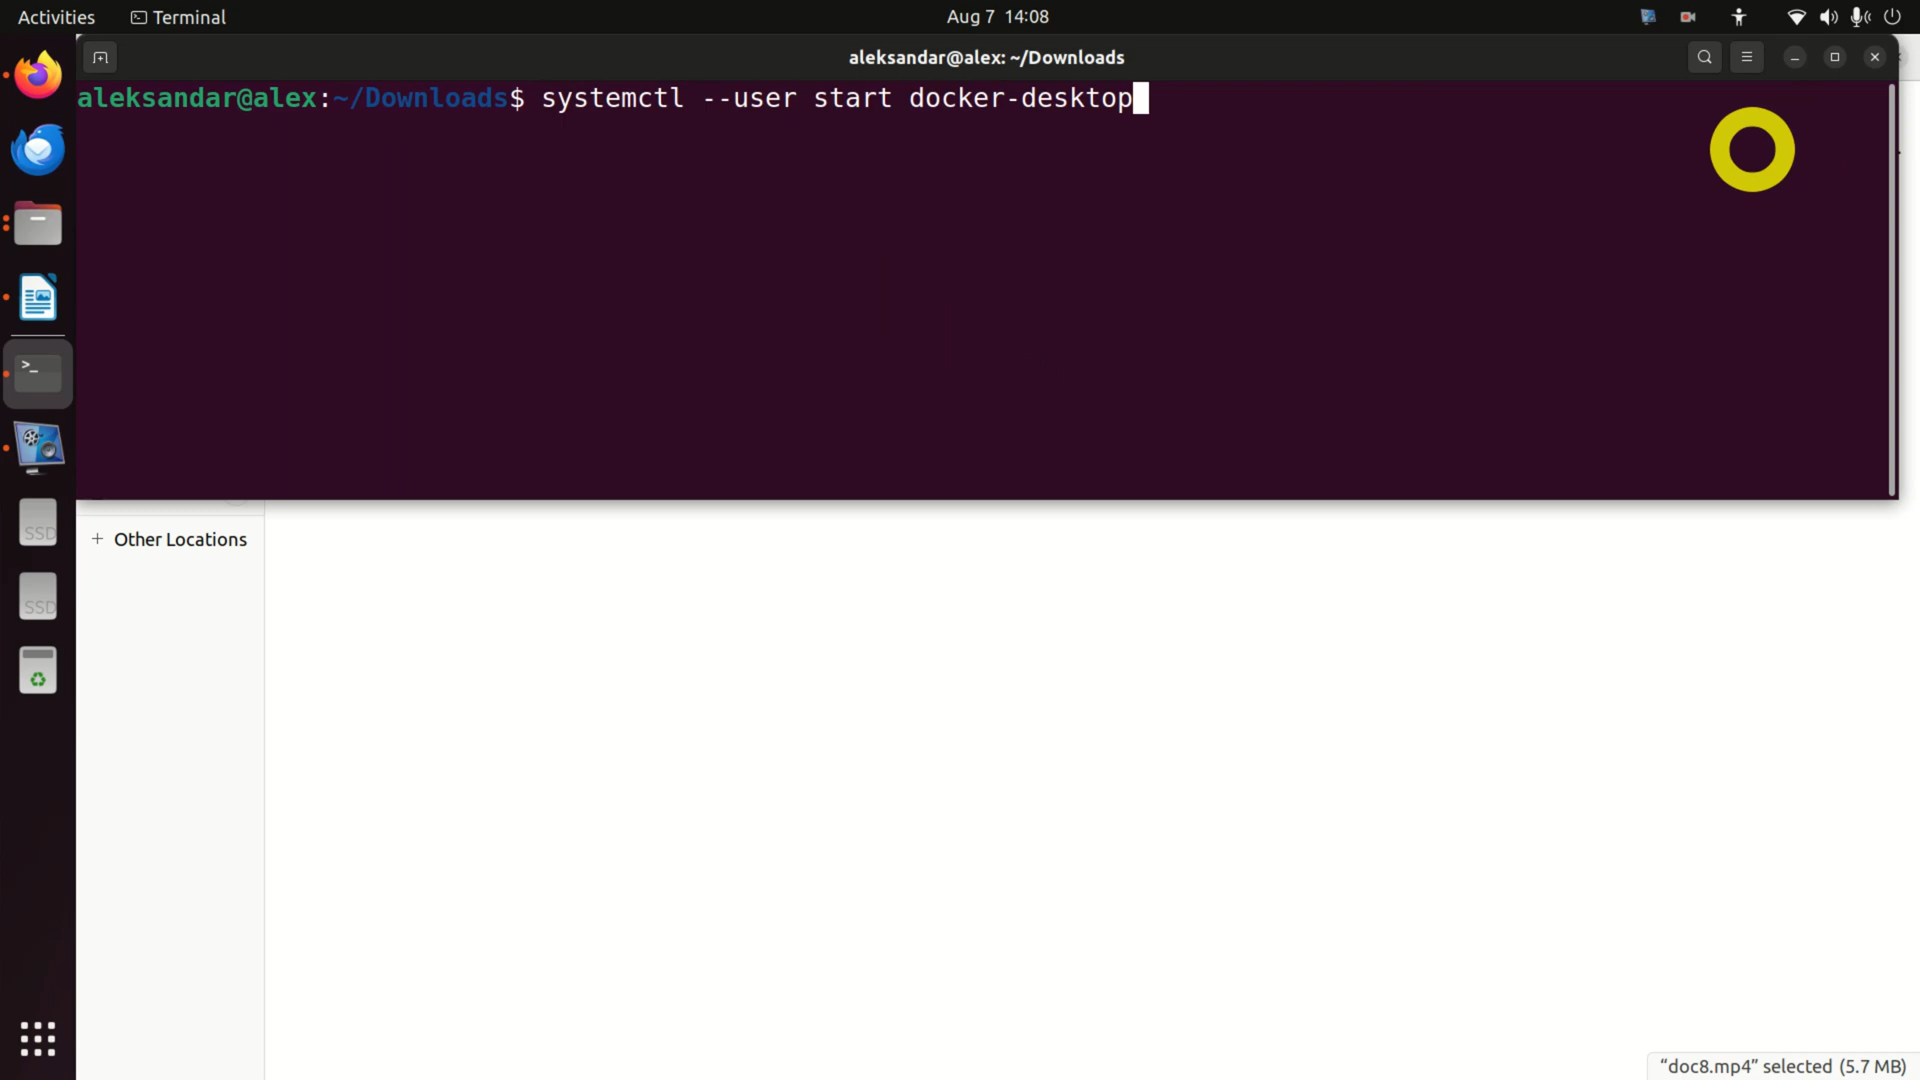 Activities
Terminal
Aug 7 14:08
aleksandar@alex: ~/Downloads
aleksandar@alex:~/Downloads$ systemctl --user start docker-desktop
>_
SSD
SSD
+ Other Locations
“doc8.mp4” selected (5.7 MB)